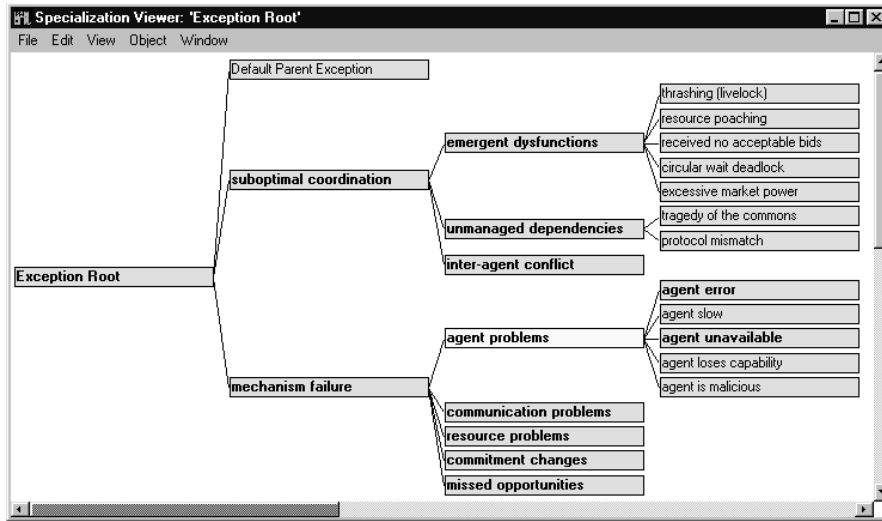 Specialization Viewer: 'Exception Root'
File Edit View Object Window
Default Parent Exception
thrashing (livelock)
resource poaching
emergent dysfunctions
received no acceptable bids
circular wait deadlock
suboptimal coordination
excessive market power
tragedy of the commons
unmanaged dependencies
protocol mismatch
inter-agent conflict
Exception Root
agent error
agent slow
agent problems
agent unavailable
agent loses capability
mechanism failure
agent is malicious
communication problems
resource problems
commitment changes
missed opportunities